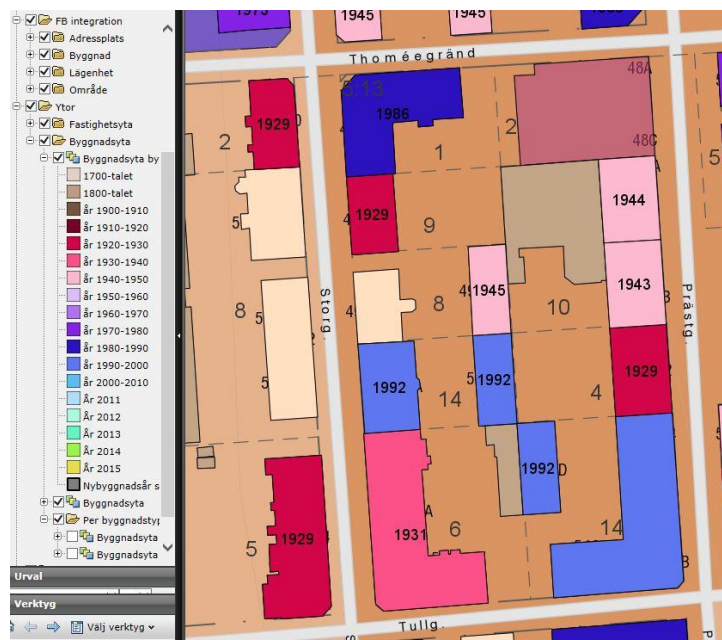 FB integration
Adressplats
Byggnad
Lägenhet
Område
Ytor
Fastighetsyta
Byggnadsyta
Byggnadsyta by
1700-talet
1800-talet
år 1900-1910
år 1910-1920
år 1920-1930
år 1930-1940
år 1940-1950
år 1950-1960
år 1960-1970
år 1970-1980
år 1980-1990
år 1990-2000
år 2000-2010
År 2011
År 2012
År 2013
År 2014
År 2015
Nybyggnadsår s
Byggnadsyta
Per byggnadsty
Byggnadsyta
Byggnadsyta
Urval
Verktyg
Välj verktyg
1945
1945
Thoméegränd
48A
5:13
1986
1929
2
1
2
48C
5
1944
5
1929
9
4
1943
Storg.
Prästg.
8
5
4
8
49
1945
10
5
1992
14
5
1992
4
1929
1992
D
1931
A
6
14
5
1929
B
Tullg.